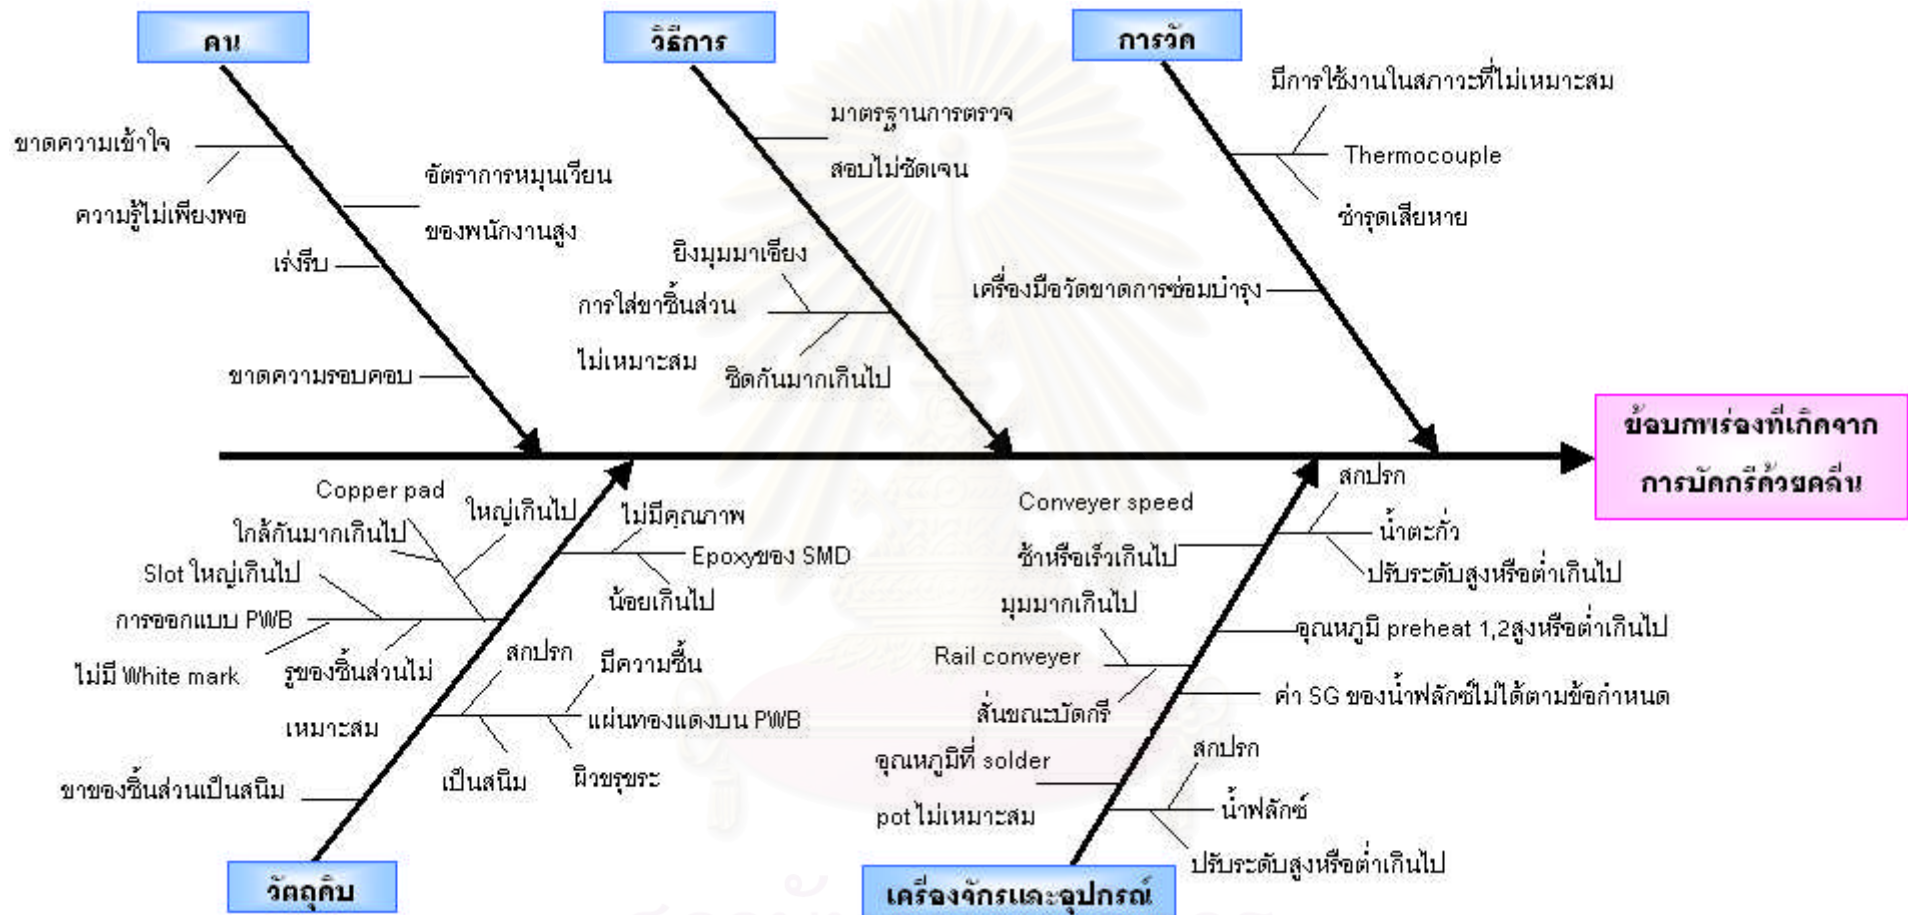 คน
วิธีการ
การวัด
ขาดความเข้าใจ
ความรู้ไม่เพียงพอ
อัตราการหมุนเวียน
ของพนักงานสูง
เร่งรีบ
ขาดความรอบคอบ
มาตรฐานการตรวจ
สอบไม่ชัดเจน
ยิงมุมมาเอียง
การใส่ขาชิ้นส่วน
ไม่เหมาะสม
ชิดกันมากเกินไป
มีการใช้งานในสภาวะที่ไม่เหมาะสม
Thermocouple
ชำรุดเสียหาย
เครื่องมือวัดขาดการซ่อมบำรุง
ข้อบกพร่องที่เกิดจาก
การบัดกรีด้วยคลื่น
Copper pad
ใหญ่เกินไป
ใกล้กันมากเกินไป
Slot ใหญ่เกินไป
การออกแบบ PWB
ไม่มี White mark
รูของชิ้นส่วนไม่
เหมาะสม
ไม่มีคุณภาพ
Epoxyของ SMD
น้อยเกินไป
สกปรก
มีความชื้น
แผ่นทองแดงบน PWB
เป็นสนิม
ผิวขรุขระ
ขาของชิ้นส่วนเป็นสนิม
วัตถุดิบ
Conveyer speed
ช้าหรือเร็วเกินไป
สกปรก
น้ำตะกั่ว
ปรับระดับสูงหรือต่ำเกินไป
มุมมากเกินไป
Rail conveyer
สั่นขณะบัดกรี
อุณหภูมิ preheat 1,2สูงหรือต่ำเกินไป
ค่า SG ของน้ำฟลักซ์ไม่ได้ตามข้อกำหนด
อุณหภูมิที่ solder
pot ไม่เหมาะสม
สกปรก
น้ำฟลักซ์
ปรับระดับสูงหรือต่ำเกินไป
เครื่องจักรและอุปกรณ์